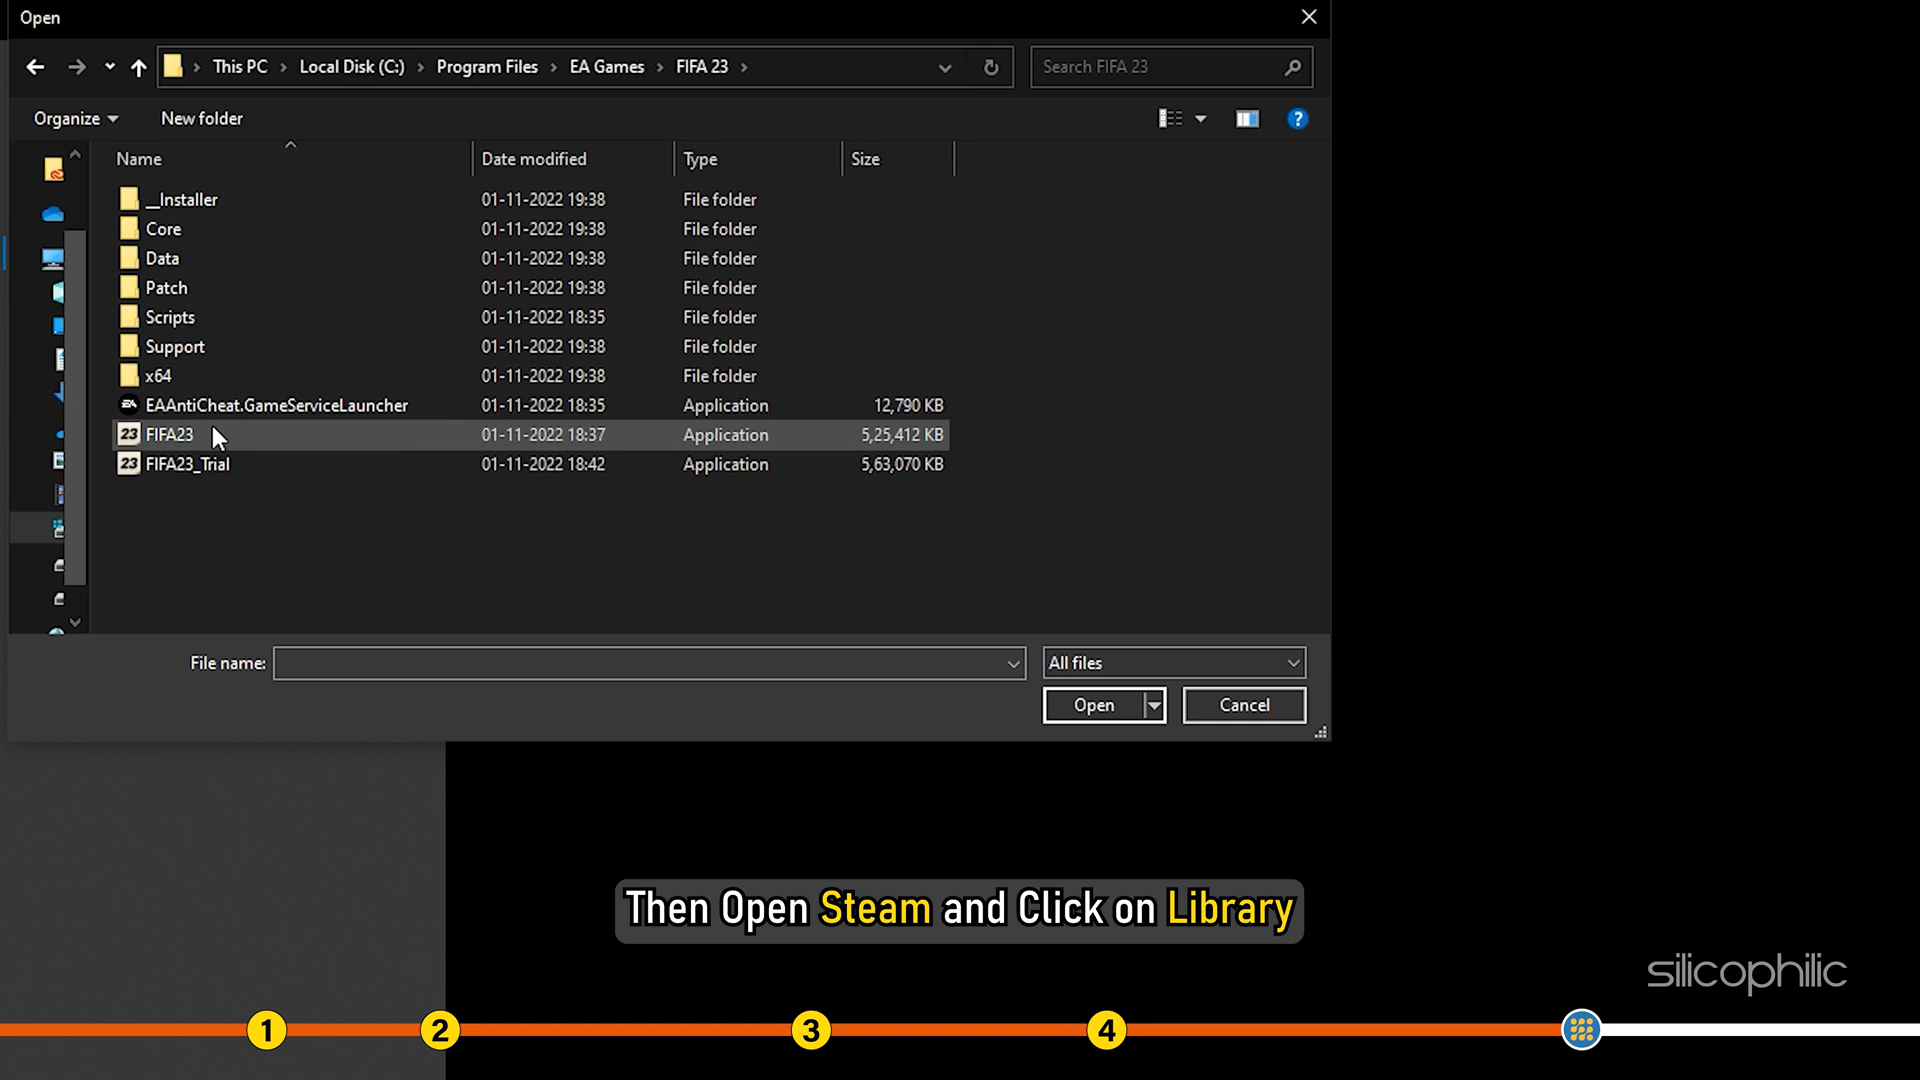 Open
This PC > Local Disk (C:) > Program Files > EA Games > FIFA 23 >
Search FIFA 23
Organize
New folder
?
Name Date modified Type Size
__Installer 01-11-2022 19:38 File folder
Core 01-11-2022 19:38 File folder
Data 01-11-2022 19:38 File folder
Patch 01-11-2022 19:38 File folder
Scripts 01-11-2022 18:35 File folder
Support 01-11-2022 19:38 File folder
x64 01-11-2022 19:38 File folder
EA EAAntiCheat.GameServiceLauncher 01-11-2022 18:35 Application 12,790 KB
23 FIFA23 01-11-2022 18:37 Application 5,25,412 KB
23 FIFA23_Trial 01-11-2022 18:42 Application 5,63,070 KB
File name:
All files
Open
Cancel
Then Open Steam and Click on Library
silicophilic
1 2 3 4